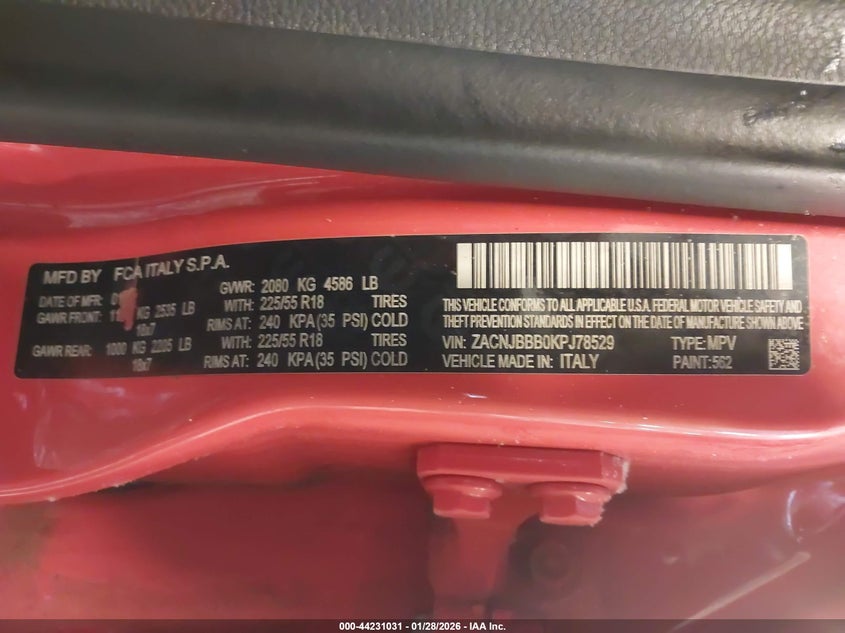 MFD BY FCA ITALY S.P.A.
GVWR: 2080 KG 4586 LB
DATE OF MFR: WITH: 225/55 R18 TIRES
GAWR FRONT: KG 2535 LB RIMS AT: 240 KPA(35 PSI) COLD
18x7
GAWR REAR: 1000 KG 2205 LB WITH: 225/55 R18 TIRES
18x7 RIMS AT: 240 KPA(35 PSI) COLD
THIS VEHICLE CONFORMS TO ALL APPLICABLE U.S.A. FEDERAL MOTOR VEHICLE SAFETY AND
THEFT PREVENTION STANDARDS IN EFFECT ON THE DATE OF MANUFACTURE SHOWN ABOVE
VIN: ZACNJBBB0KPJ78529 TYPE: MPV
VEHICLE MADE IN: ITALY PAINT: 562
000-44231031 - 01/28/2026 - IAA Inc.